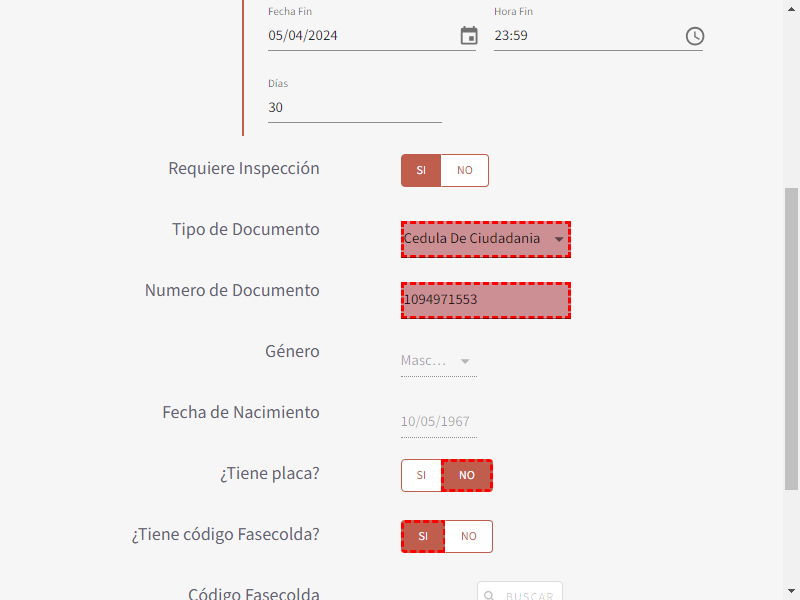 Fecha Fin
05/04/2024
Hora Fin
23:59
Días
30
Requiere Inspección
SI NO
Tipo de Documento
Cedula De Ciudadania
Numero de Documento
1094971553
Género
Masc...
Fecha de Nacimiento
10/05/1967
¿Tiene placa?
SI NO
¿Tiene código Fasecolda?
SI NO
Código Fasecolda
BUSCAR